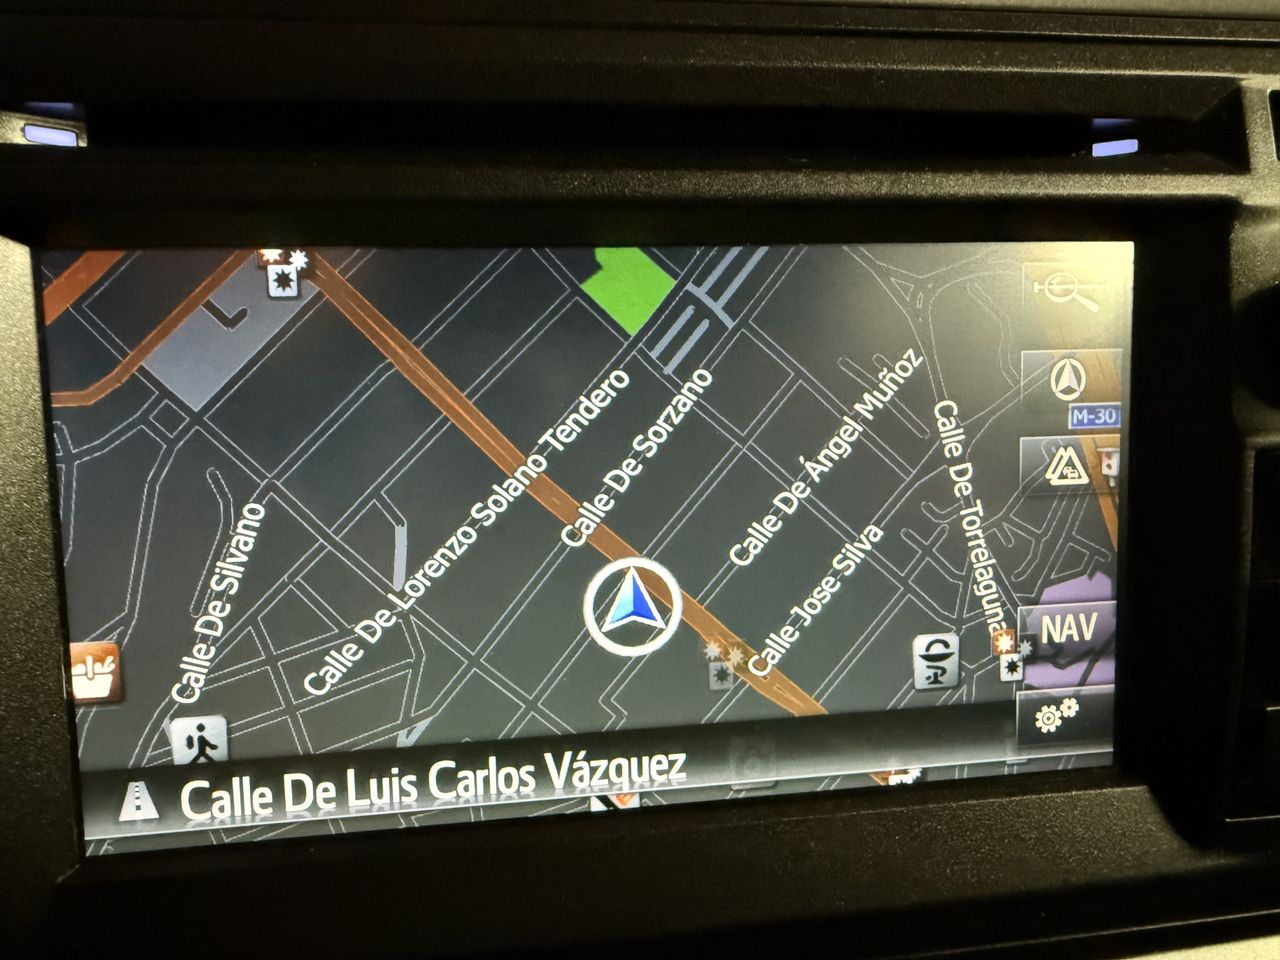 Calle De Lorenzo Solano Tendero
Calle De Sorzano
Calle De Ángel Muñoz
M-30
Calle De Torrelaguna
Calle De Silvano
Calle Jose Silva
NAV
Calle De Luis Carlos Vázquez